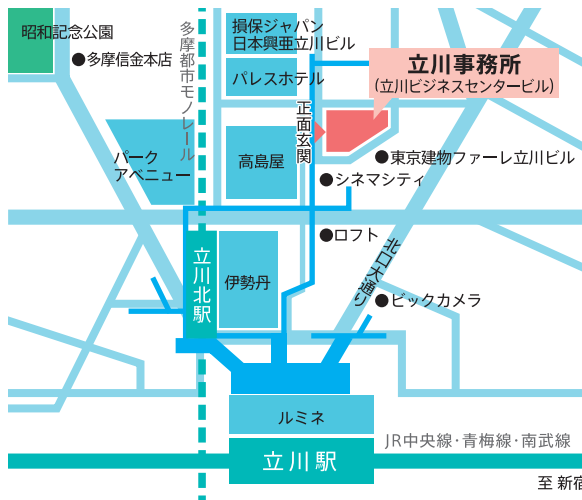 昭和記念公園
多摩信金本店
多摩都市モノレール
損保ジャパン
日本興亜立川ビル
パレスホテル
立川事務所
(立川ビジネスセンタービル)
正面玄関
パーク
アベニュー
高島屋
東京建物ファーレ立川ビル
シネマシティ
ロフト
北口大通り
立川北駅
伊勢丹
ビックカメラ
ルミネ
JR中央線・青梅線・南武線
立川駅
至 新宿